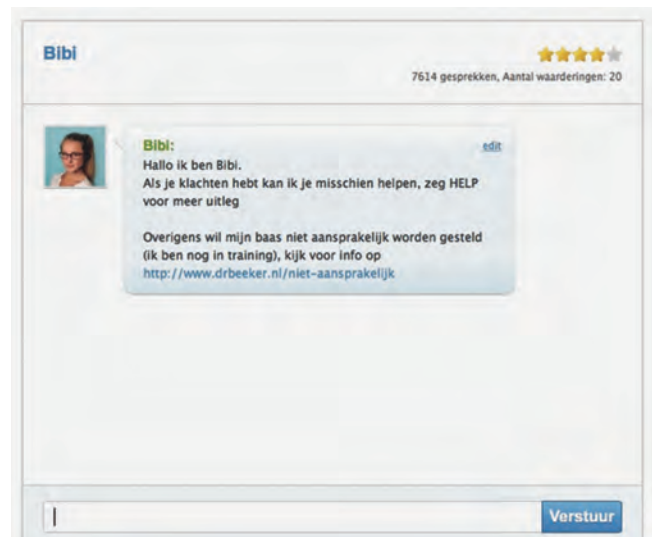 Bibi
7614 gesprekken, Aantal waarderingen: 20
Bibi:
edit
Hallo ik ben Bibi.
Als je klachten hebt kan ik je misschien helpen, zeg HELP
voor meer uitleg
Overigens wil mijn baas niet aansprakelijk worden gesteld
(ik ben nog in training), kijk voor info op
http://www.drbeeker.nl/niet-aansprakelijk
Verstuur